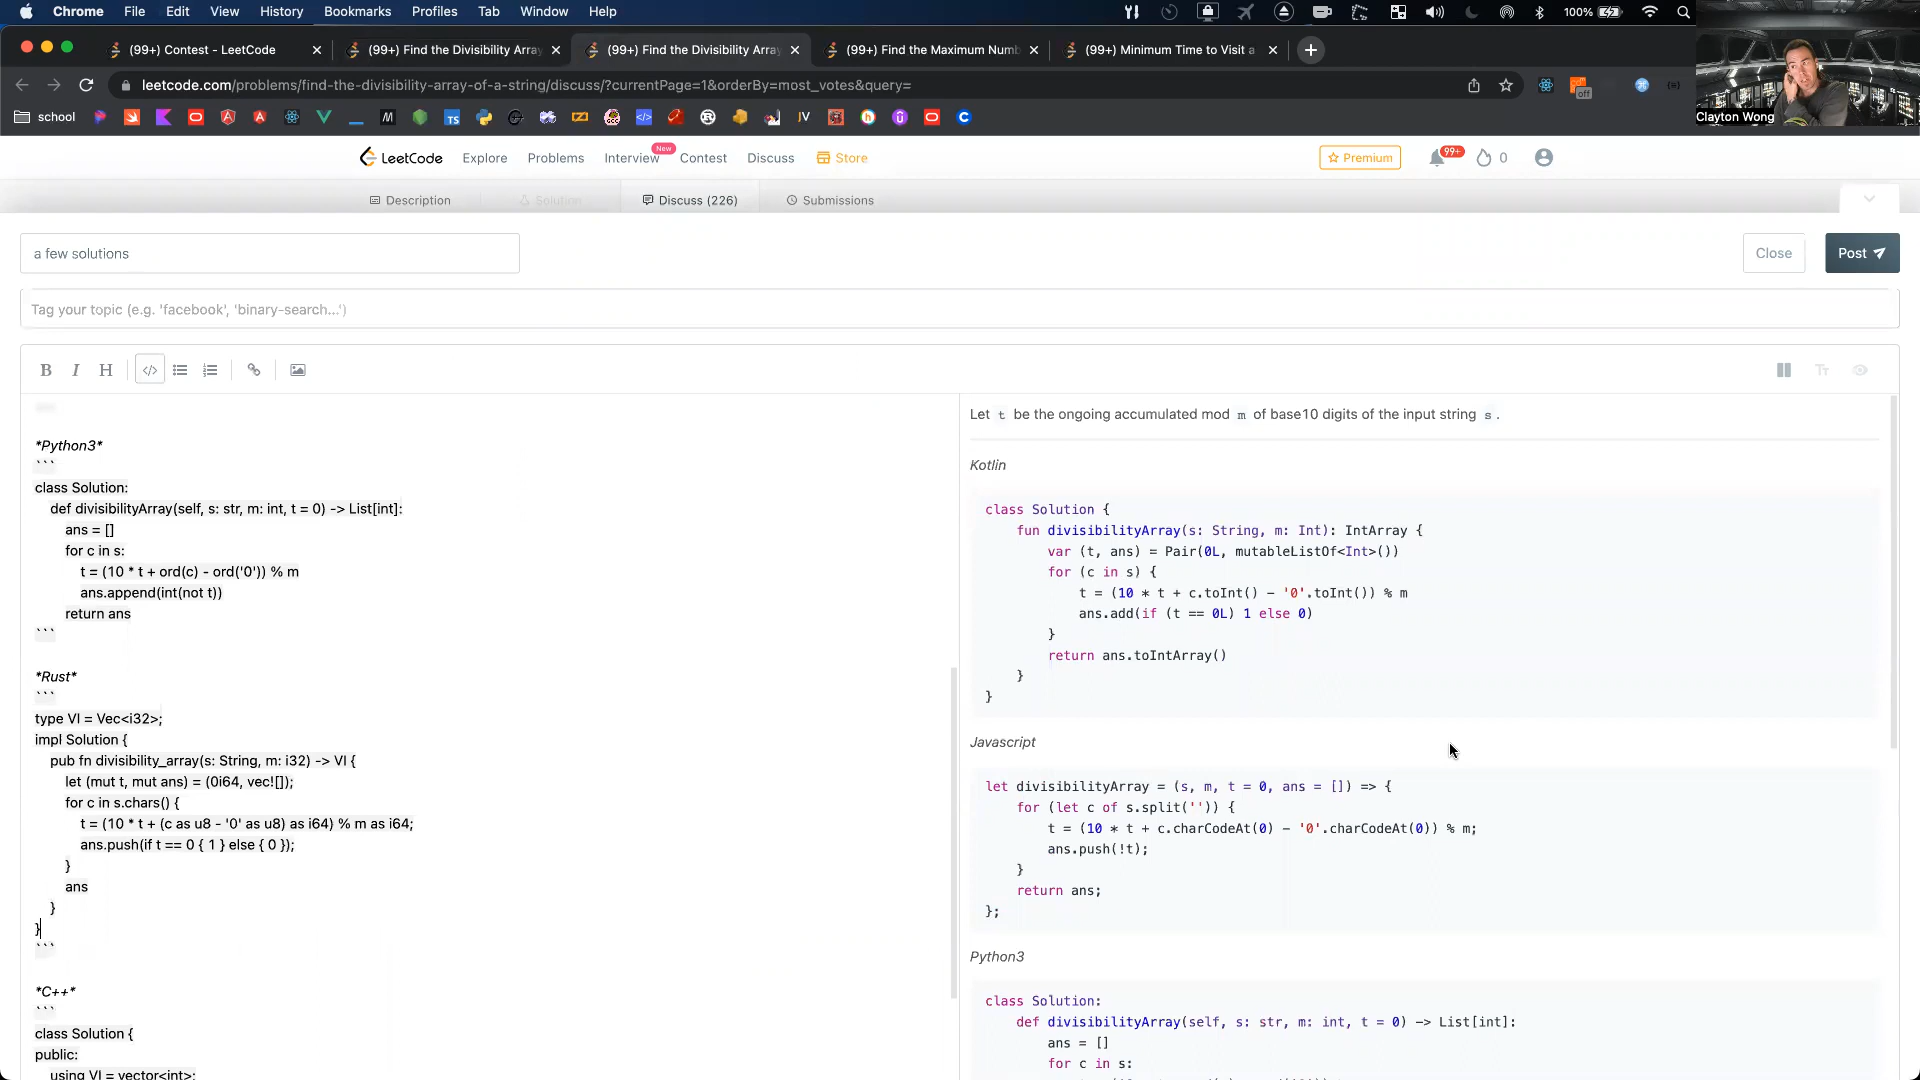 Chrome File Edit View History Bookmarks Profiles Tab Window Help 100%
(99+) Contest - LeetCode (99+) Find the Divisibility Arra (99+) Find the Divisibility Arra (99+) Find the Maximum Numb (99+) Minimum Time to Visit a
leetcode.com/problems/find-the-divisibility-array-of-a-string/discuss/?currentPage=1&orderBy=most_votes&query=
off
school
Clayton Wong
LeetCode Explore Problems Interview New Contest Discuss Store Premium 99+ 0
Description Solution Discuss (226) Submissions
a few solutions
Close Post
Tag your topic (e.g. 'facebook', 'binary-search...')
B I H
```
*Python3*
```
class Solution:
def divisibilityArray(self, s: str, m: int, t = 0) -> List[int]:
ans = []
for c in s:
t = (10 * t + ord(c) - ord('0')) % m
ans.append(int(not t))
return ans
```
*Rust*
```
type VI = Vec<i32>;
impl Solution {
pub fn divisibility_array(s: String, m: i32) -> VI {
let (mut t, mut ans) = (0i64, vec![]);
for c in s.chars() {
t = (10 * t + (c as u8 - '0' as u8) as i64) % m as i64;
ans.push(if t == 0 { 1 } else { 0 });
}
ans
}
}
```
*C++*
```
class Solution {
public:
using VI = vector<int>;
Let t be the ongoing accumulated mod m of base10 digits of the input string s.
Kotlin
class Solution {
fun divisibilityArray(s: String, m: Int): IntArray {
var (t, ans) = Pair(0L, mutableListOf<Int>())
for (c in s) {
t = (10 * t + c.toInt() - '0'.toInt()) % m
ans.add(if (t == 0L) 1 else 0)
}
return ans.toIntArray()
}
}
Javascript
let divisibilityArray = (s, m, t = 0, ans = []) => {
for (let c of s.split('')) {
t = (10 * t + c.charCodeAt(0) - '0'.charCodeAt(0)) % m;
ans.push(!t);
}
return ans;
};
Python3
class Solution:
def divisibilityArray(self, s: str, m: int, t = 0) -> List[int]:
ans = []
for c in s: